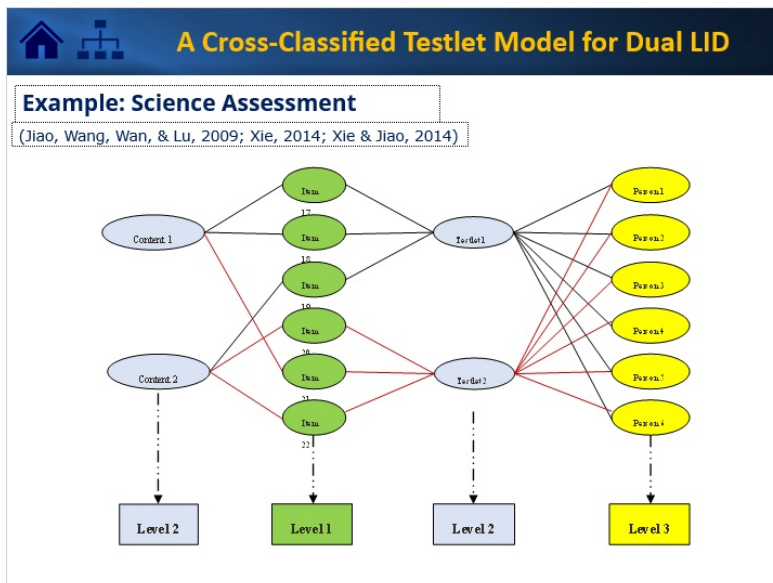 A Cross-Classified Testlet Model for Dual LID
Example: Science Assessment
(Jiao, Wang, Wan, & Lu, 2009; Xie, 2014; Xie & Jiao, 2014)
Item
17
Person1
Content 1
Item
18
Testlet1
Person2
Item
19
Person3
Item
20
Person4
Content 2
Item
21
Testlet2
Person5
Item
22
Person6
Level 2
Level 1
Level 2
Level 3